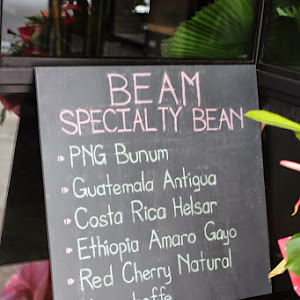 BEAM
SPECIALTY BEAN
PNG Bunum
Guatemala Antigua
Costa Rica Helsar
Ethiopia Amaro Gayo
Red Cherry Natural